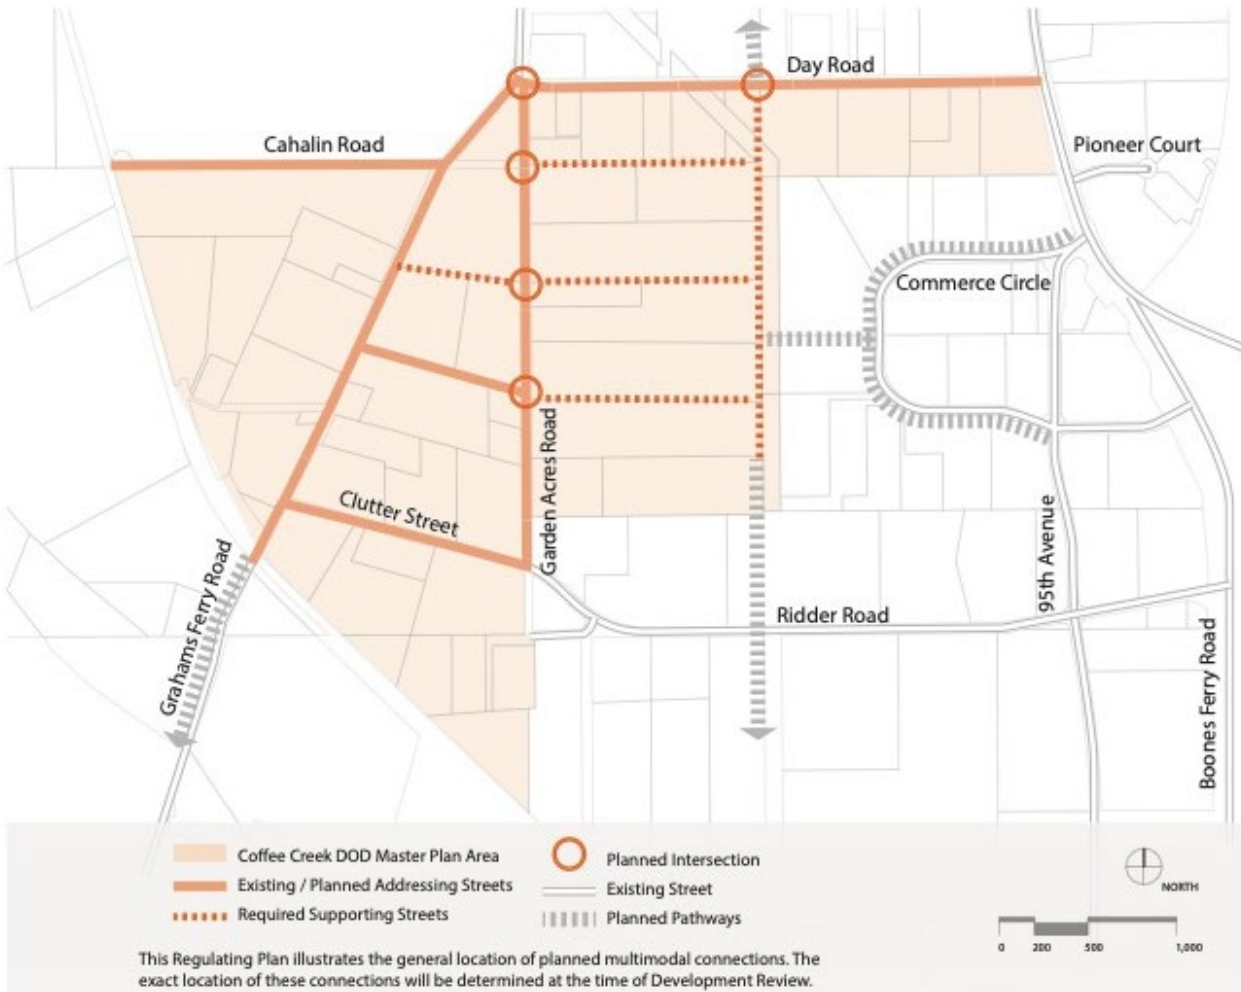 Day Road
Cahalin Road
Pioneer Court
Commerce Circle
Garden Acres Road
Clutter Street
95th Avenue
Grahams Ferry Road
Ridder Road
Boones Ferry Road
Coffee Creek DOD Master Plan Area
Existing / Planned Addressing Streets
Required Supporting Streets
Planned Intersection
Existing Street
Planned Pathways
NORTH
0 200 500 1,000
This Regulating Plan illustrates the general location of planned multimodal connections. The
exact location of these connections will be determined at the time of Development Review.